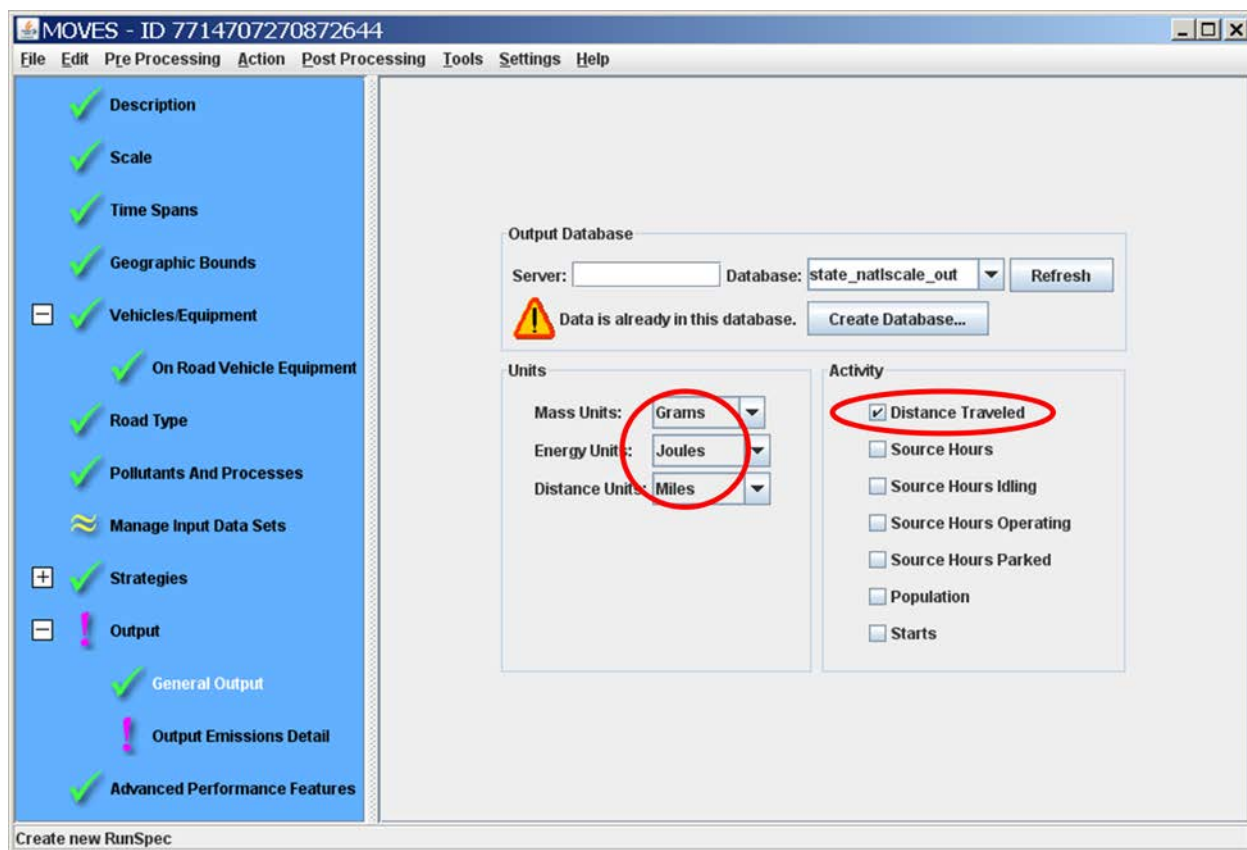 MOVES - ID 7714707270872644
File Edit Pre Processing Action Post Processing Tools Settings Help
Description
Scale
Time Spans
Geographic Bounds
Vehicles/Equipment
On Road Vehicle Equipment
Road Type
Pollutants And Processes
Manage Input Data Sets
Strategies
Output
General Output
Output Emissions Detail
Advanced Performance Features
Output Database
Server: Database: state_natlscale_out Refresh
Data is already in this database. Create Database...
Units
Mass Units: Grams
Energy Units: Joules
Distance Units: Miles
Activity
Distance Traveled
Source Hours
Source Hours Idling
Source Hours Operating
Source Hours Parked
Population
Starts
Create new RunSpec